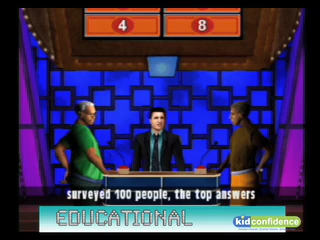 4 8
surveyed 100 people, the top answers
EDUCATIONAL
kidconfidence